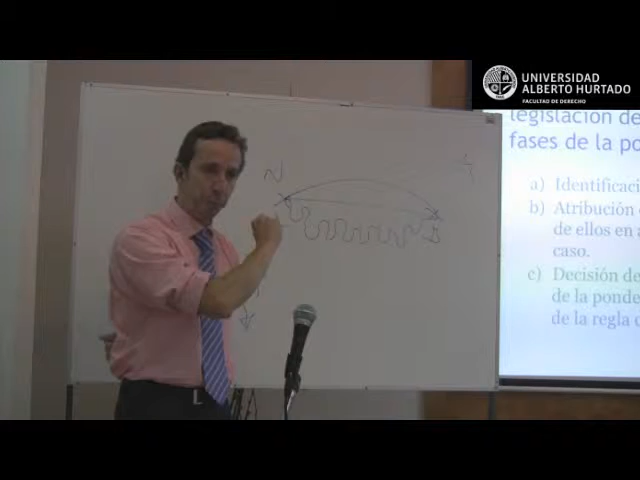 UNIVERSIDAD
ALBERTO HURTADO
FACULTAD DE DERECHO
legislación de
fases de la
a) Identificaci
b) Atribución
de ellos en
caso.
c) Decisión de
de la ponde
de la regla
N